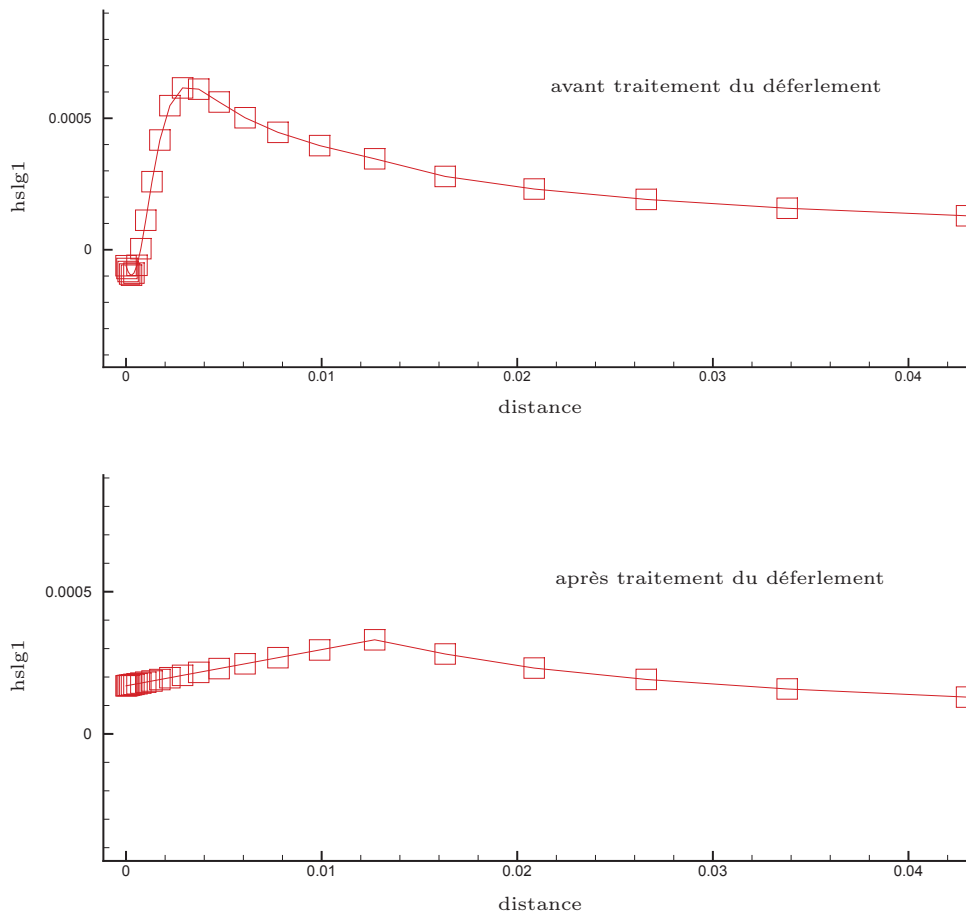 avant traitement du déferlement
0.0005
hslg1
0
0 0.01 0.02 0.03 0.04
distance
après traitement du déferlement
0.0005
hslg1
0
0 0.01 0.02 0.03 0.04
distance